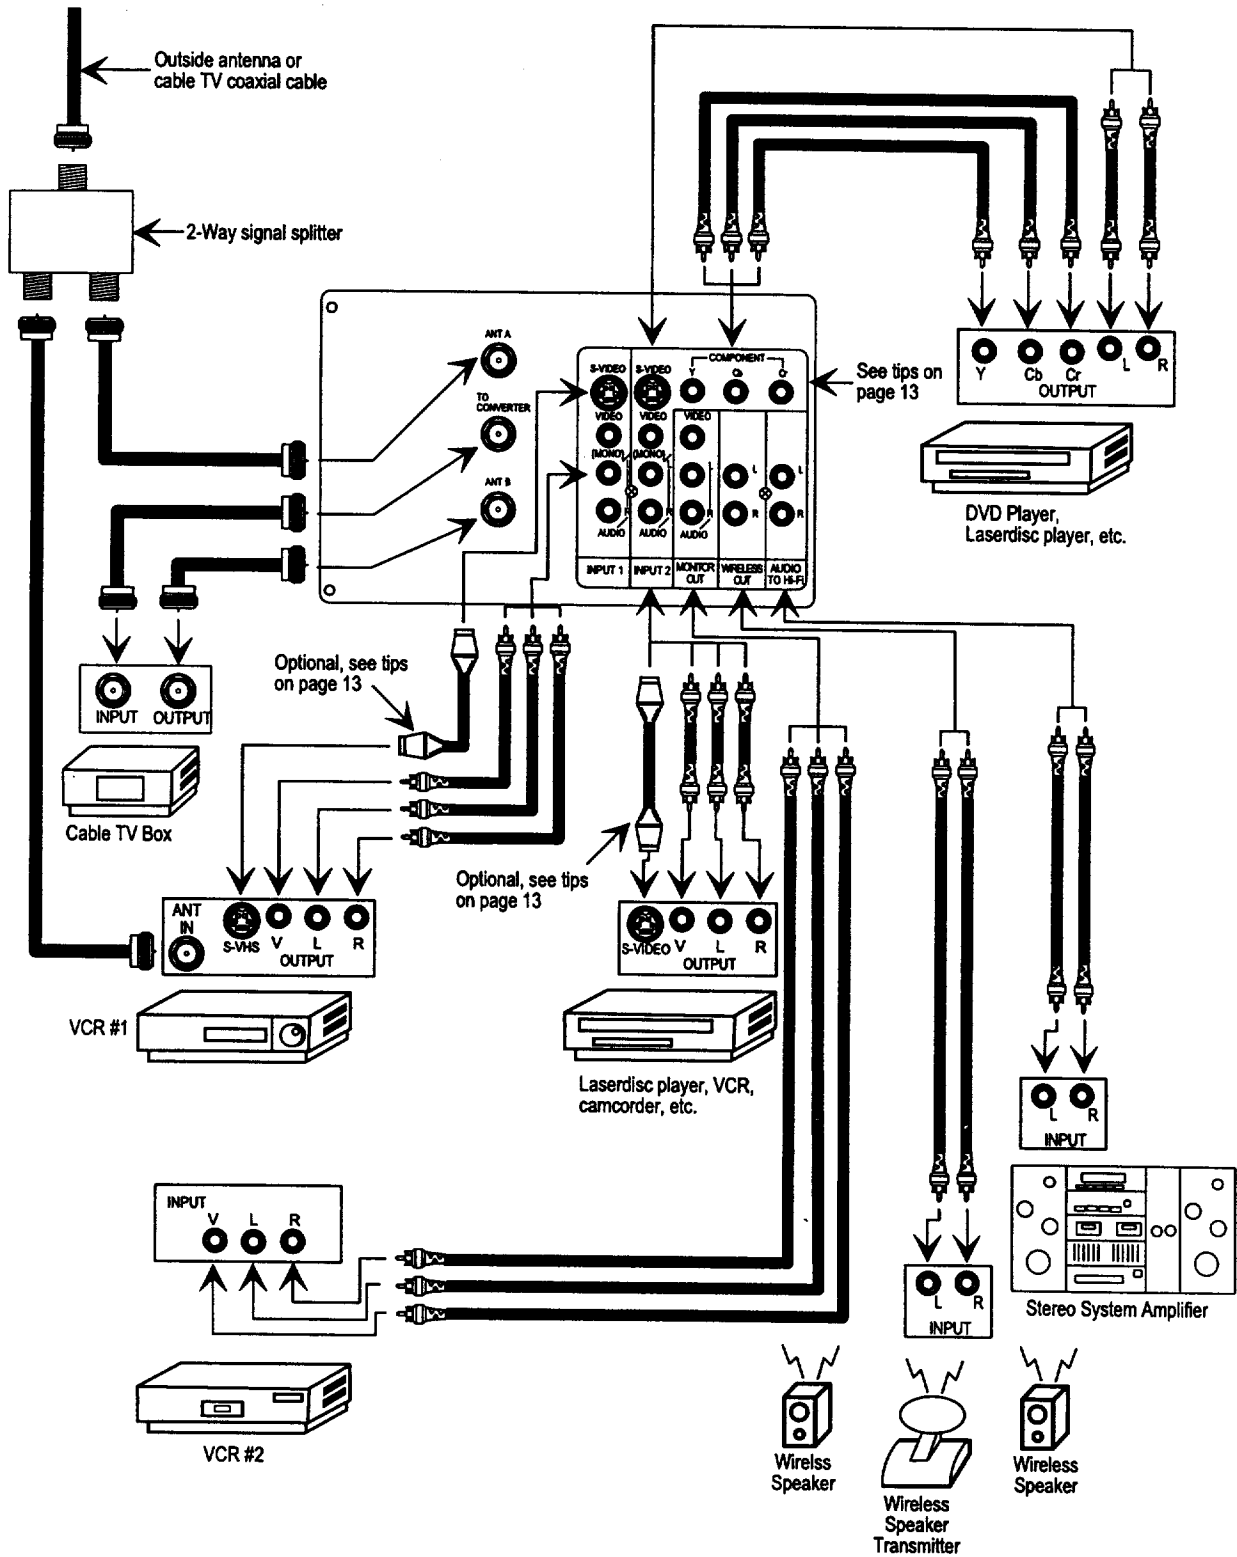 Outside antenna or
cable TV coaxial cable
2-Way signal splitter
ANT A
TO
CONVERTER
ANT B
S-VIDEO
S-VIDEO
COMPONENT
Y
Cb
Cr
VIDEO
VIDEO
VIDEO
(MONO)
(MONO)
L
L
R
R
R
R
R
AUDIO
AUDIO
AUDIO
INPUT 1
INPUT 2
MONITOR
OUT
WIRELESS
OUT
AUDIO
TO HI-FI
See tips on
page 13
Y
Cb
Cr
L
R
OUTPUT
DVD Player,
Laserdisc player, etc.
INPUT
OUTPUT
Cable TV Box
Optional, see tips
on page 13
Optional, see tips
on page 13
ANT
IN
S-VHS
V
L
R
OUTPUT
VCR #1
S-VIDEO
V
L
R
OUTPUT
Laserdisc player, VCR,
camcorder, etc.
L
R
INPUT
Stereo System Amplifier
INPUT
V
L
R
VCR #2
L
R
INPUT
Wirelss
Speaker
Wireless
Speaker
Transmitter
Wireless
Speaker